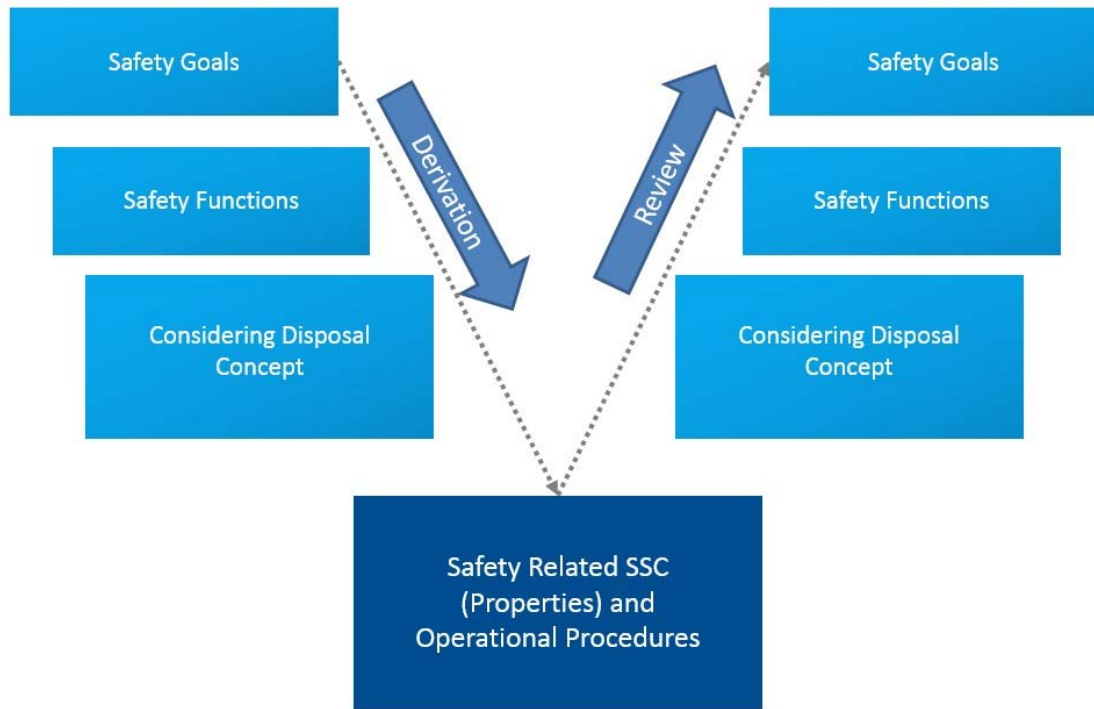 Safety Goals
Safety Functions
Considering Disposal
Concept
Derivation
Safety Related SSC
(Properties) and
Operational Procedures
Review
Safety Goals
Safety Functions
Considering Disposal
Concept